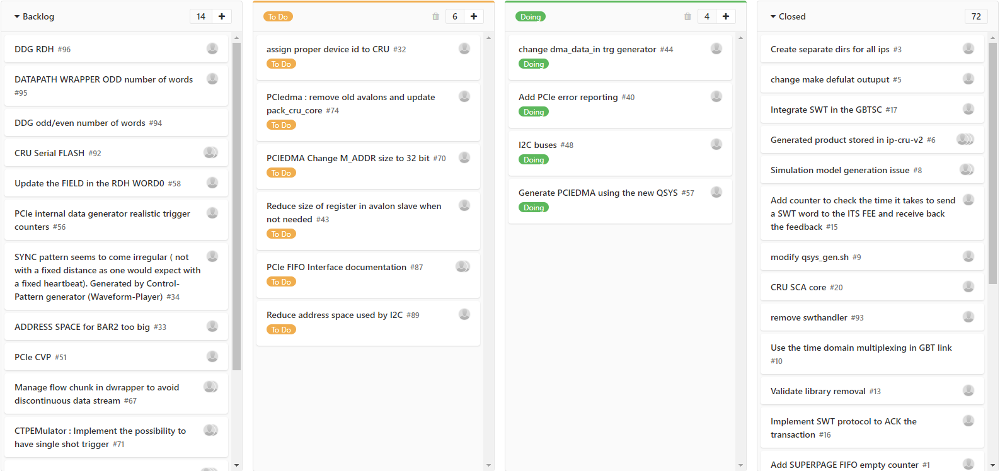 Backlog
14
DDG RDH #96
DATAPATH WRAPPER ODD number of words
#95
DDG odd/even number of words #94
CRU Serial FLASH #92
Update the FIELD in the RDH WORD0 #58
PCIe internal data generator realistic trigger
counters #56
SYNC pattern seems to come irregular ( not
with a fixed distance as one would expect with
a fixed heartbeat). Generated by Control-
Pattern generator (Waveform-Player) #34
ADDRESS SPACE for BAR2 too big #33
PCIe CVP #51
Manage flow chunk in dwrapper to avoid
discontinuous data stream #67
CTPEMulator : Implement the possibility to
have single shot trigger #71
To Do
6
assign proper device id to CRU #32
To Do
PCIedma : remove old avalons and update
pack_cru_core #74
To Do
PCIEDMA Change M_ADDR size to 32 bit #70
To Do
Reduce size of register in avalon slave when
not needed #43
To Do
PCIe FIFO Interface documentation #87
To Do
Reduce address space used by I2C #89
To Do
Doing
4
change dma_data_in trg generator #44
Doing
Add PCIe error reporting #40
Doing
I2C buses #48
Doing
Generate PCIEDMA using the new QSYS #57
Doing
Closed
72
Create separate dirs for all ips #3
change make defulat outuput #5
Integrate SWT in the GBTSC #17
Generated product stored in ip-cru-v2 #6
Simulation model generation issue #8
Add counter to check the time it takes to send
a SWT word to the ITS FEE and receive back
the feedback #15
modify qsys_gen.sh #9
CRU SCA core #20
remove swthandler #93
Use the time domain multiplexing in GBT link
#10
Validate library removal #13
Implement SWT protocol to ACK the
transaction #16
Add SUPERPAGE FIFO empty counter #1